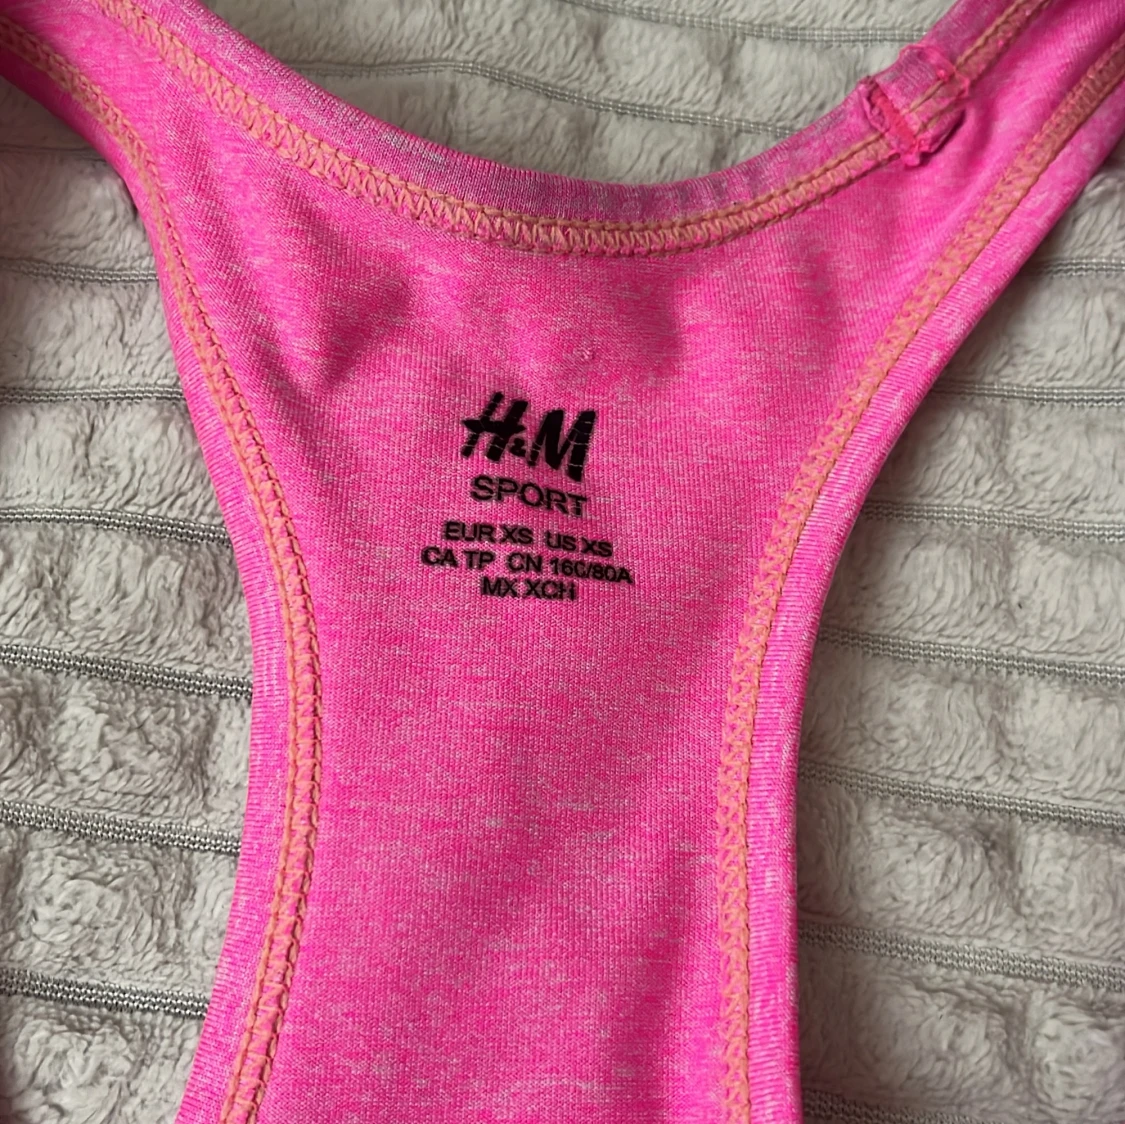 H&M
SPORT
EUR XS US XS
CA TP CN 160/80A
MX XCH